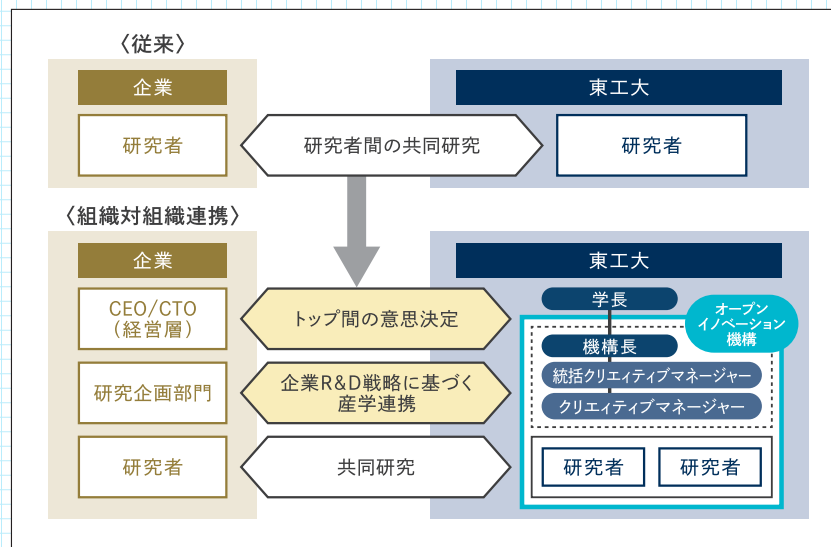 〈従来〉
企業
東工大
研究者
研究者間の共同研究
研究者
〈組織対組織連携〉
企業
東工大
CEO/CTO
（経営層）
トップ間の意思決定
学長
オープン
イノベーション
機構
機構長
研究企画部門
企業R&D戦略に基づく
産学連携
統括クリエイティブマネージャー
クリエイティブマネージャー
研究者
共同研究
研究者
研究者